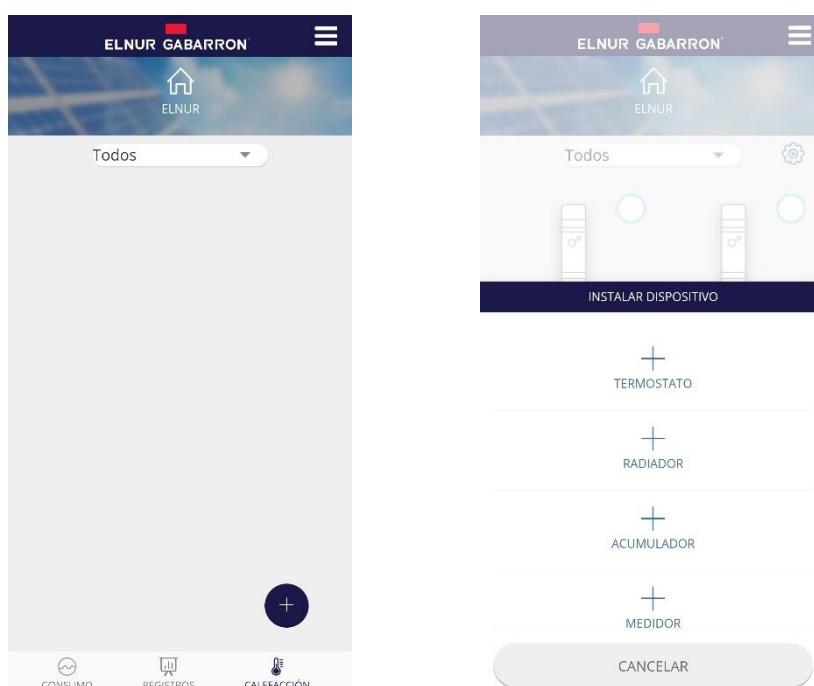 ELNUR GABARRON
ELNUR
Todos
CONSUMO
REGISTROS
CALEFACCIÓN
ELNUR GABARRON
ELNUR
Todos
INSTALAR DISPOSITIVO
TERMOSTATO
RADIADOR
ACUMULADOR
MEDIDOR
CANCELAR